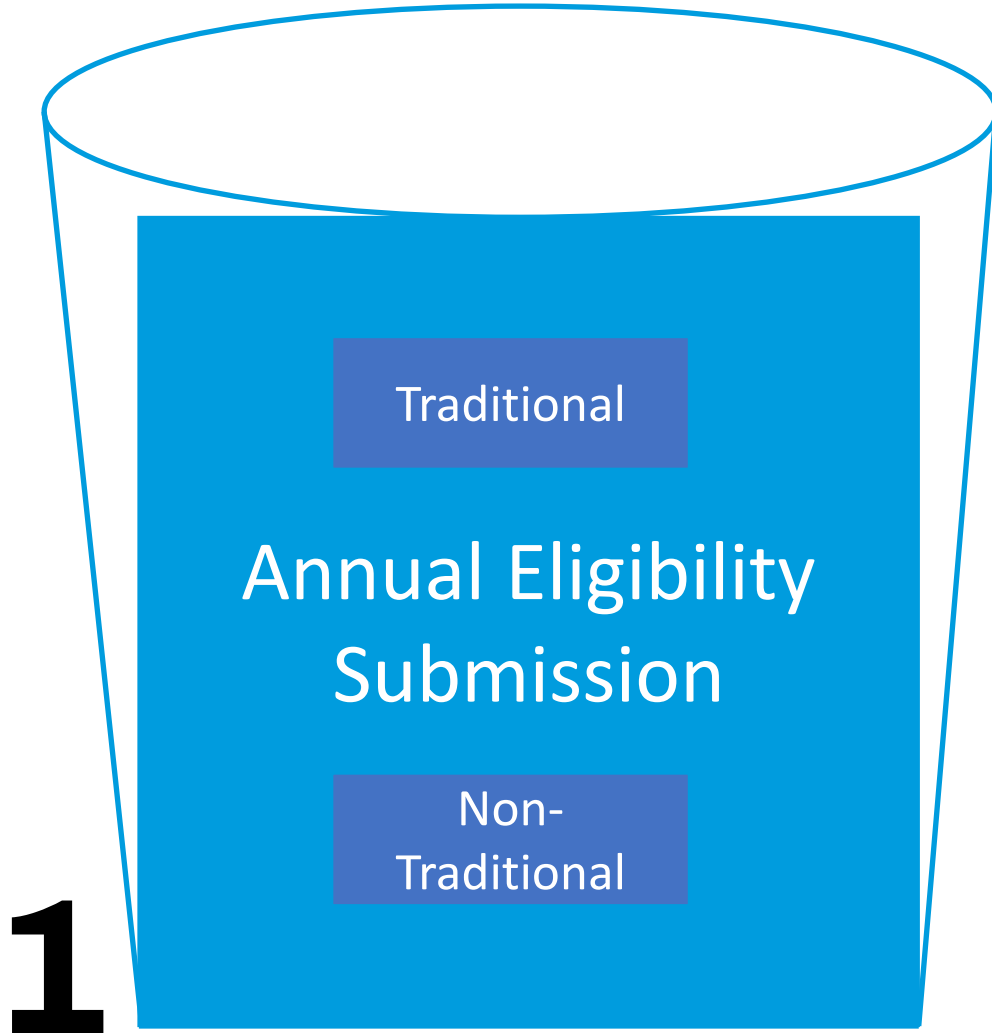 Traditional
Annual Eligibility
Submission
Non-
Traditional
1